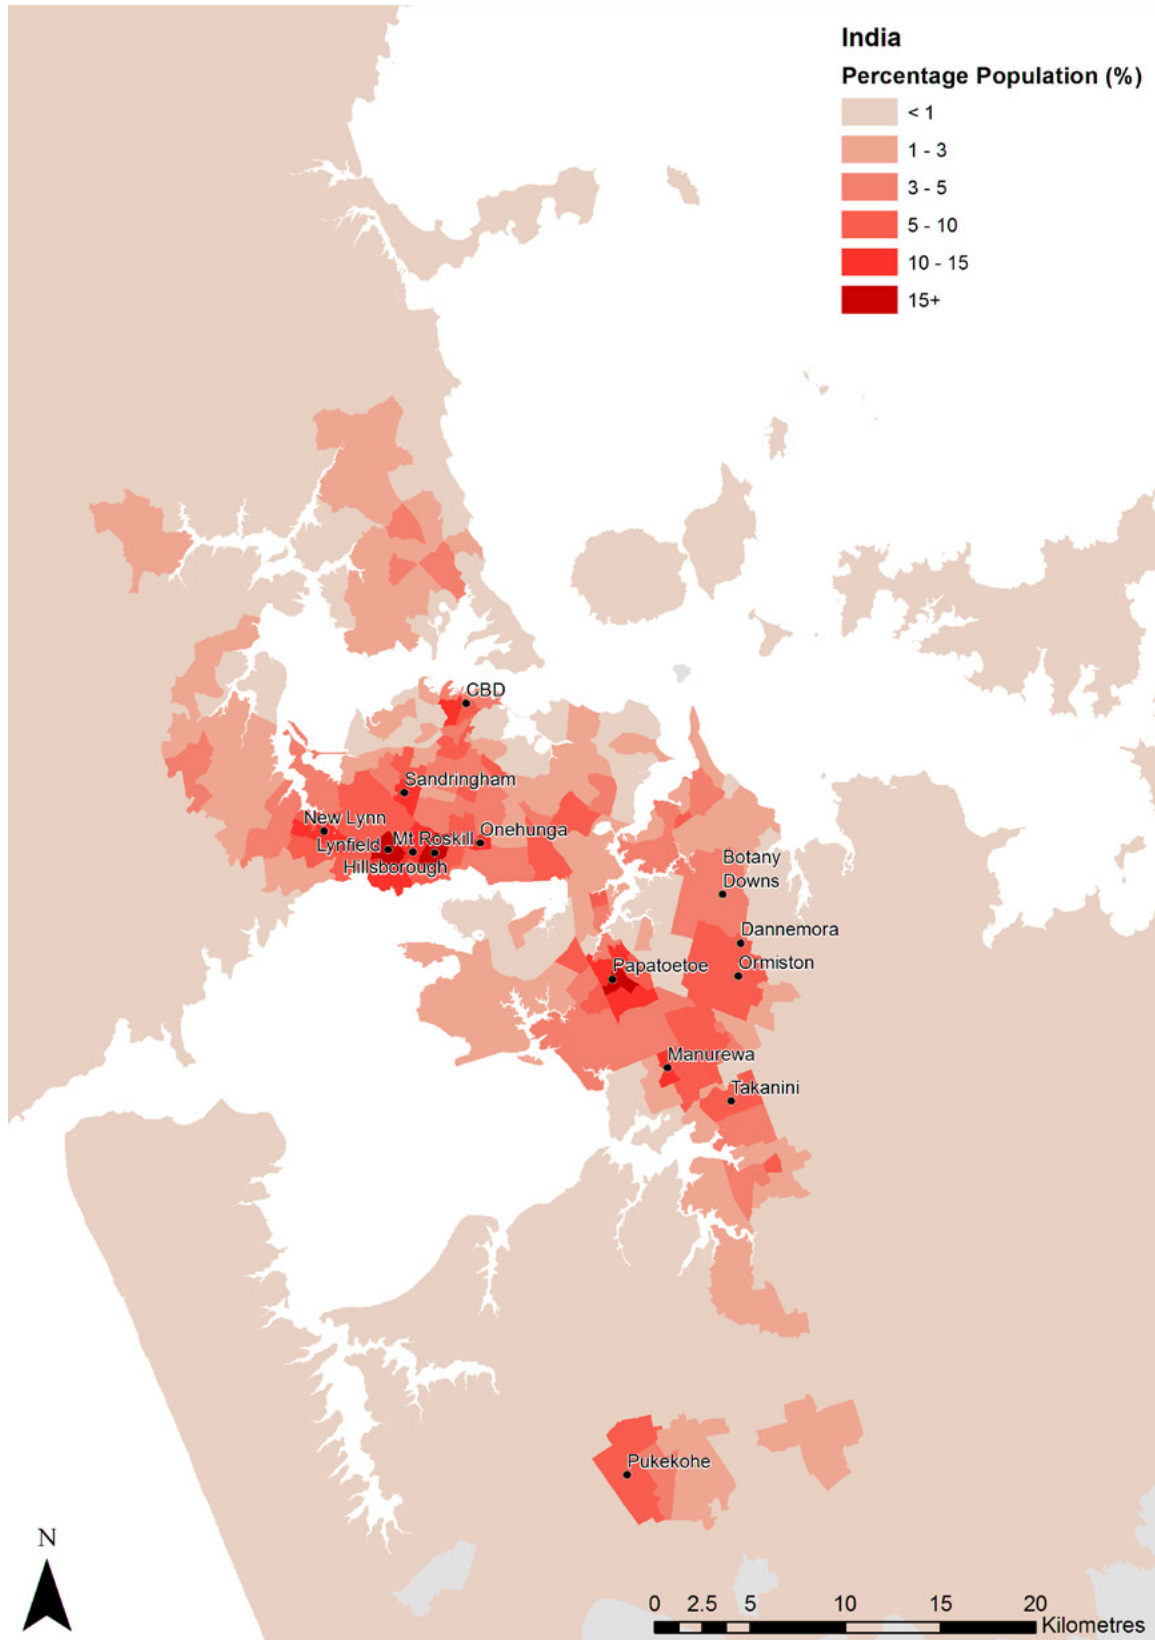 India
Percentage Population (%)
< 1
1 - 3
3 - 5
5 - 10
10 - 15
15+
CBD
Sandringham
New Lynn
Onehunga
Mt Roskill
Lynfield
Hillsborough
Botany
Downs
Dannemora
Papatoetoe
Ormiston
Manurewa
Takanini
Pukekohe
N
0 2.5 5 10 15 20
Kilometres